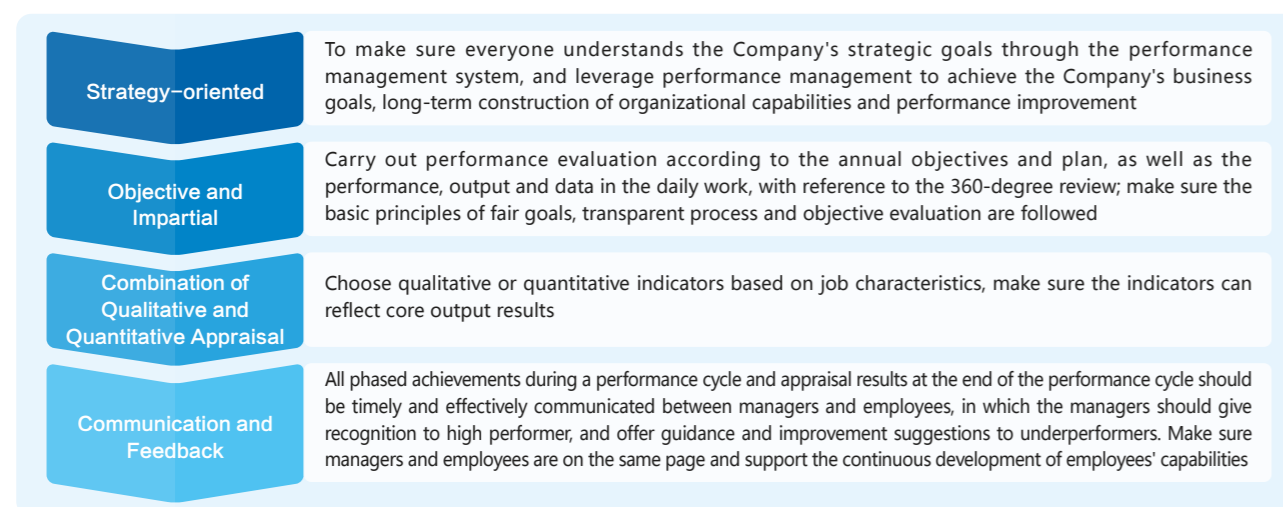 Strategy-oriented
To make sure everyone understands the Company's strategic goals through the performance
management system, and leverage performance management to achieve the Company's business
goals, long-term construction of organizational capabilities and performance improvement
Objective and
Impartial
Carry out performance evaluation according to the annual objectives and plan, as well as the
performance, output and data in the daily work, with reference to the 360-degree review; make sure the
basic principles of fair goals, transparent process and objective evaluation are followed
Combination of
Qualitative and
Quantitative Appraisal
Choose qualitative or quantitative indicators based on job characteristics, make sure the indicators can
reflect core output results
Communication and
Feedback
All phased achievements during a performance cycle and appraisal results at the end of the performance cycle should
be timely and effectively communicated between managers and employees, in which the managers should give
recognition to high performer, and offer guidance and improvement suggestions to underperformers. Make sure
managers and employees are on the same page and support the continuous development of employees' capabilities